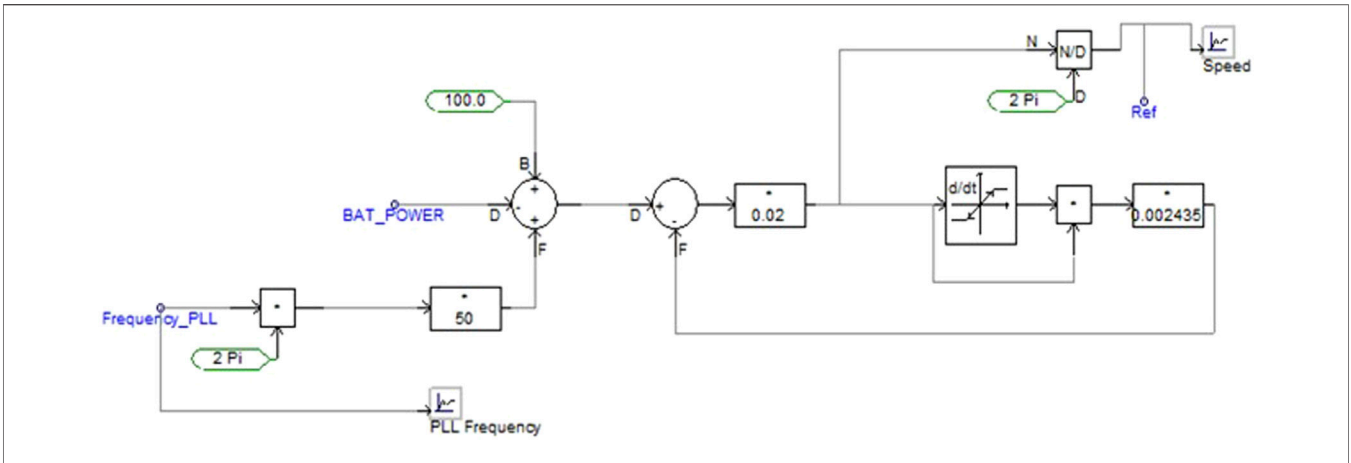 N
N/D
Speed
100.0
2 Pi
D
Ref
B
+
d/dt
BAT_POWER
D
-
+
D
+
-
*
0.02
*
*
0.002435
F
F
Frequency_PLL
*
*
50
2 Pi
PLL Frequency